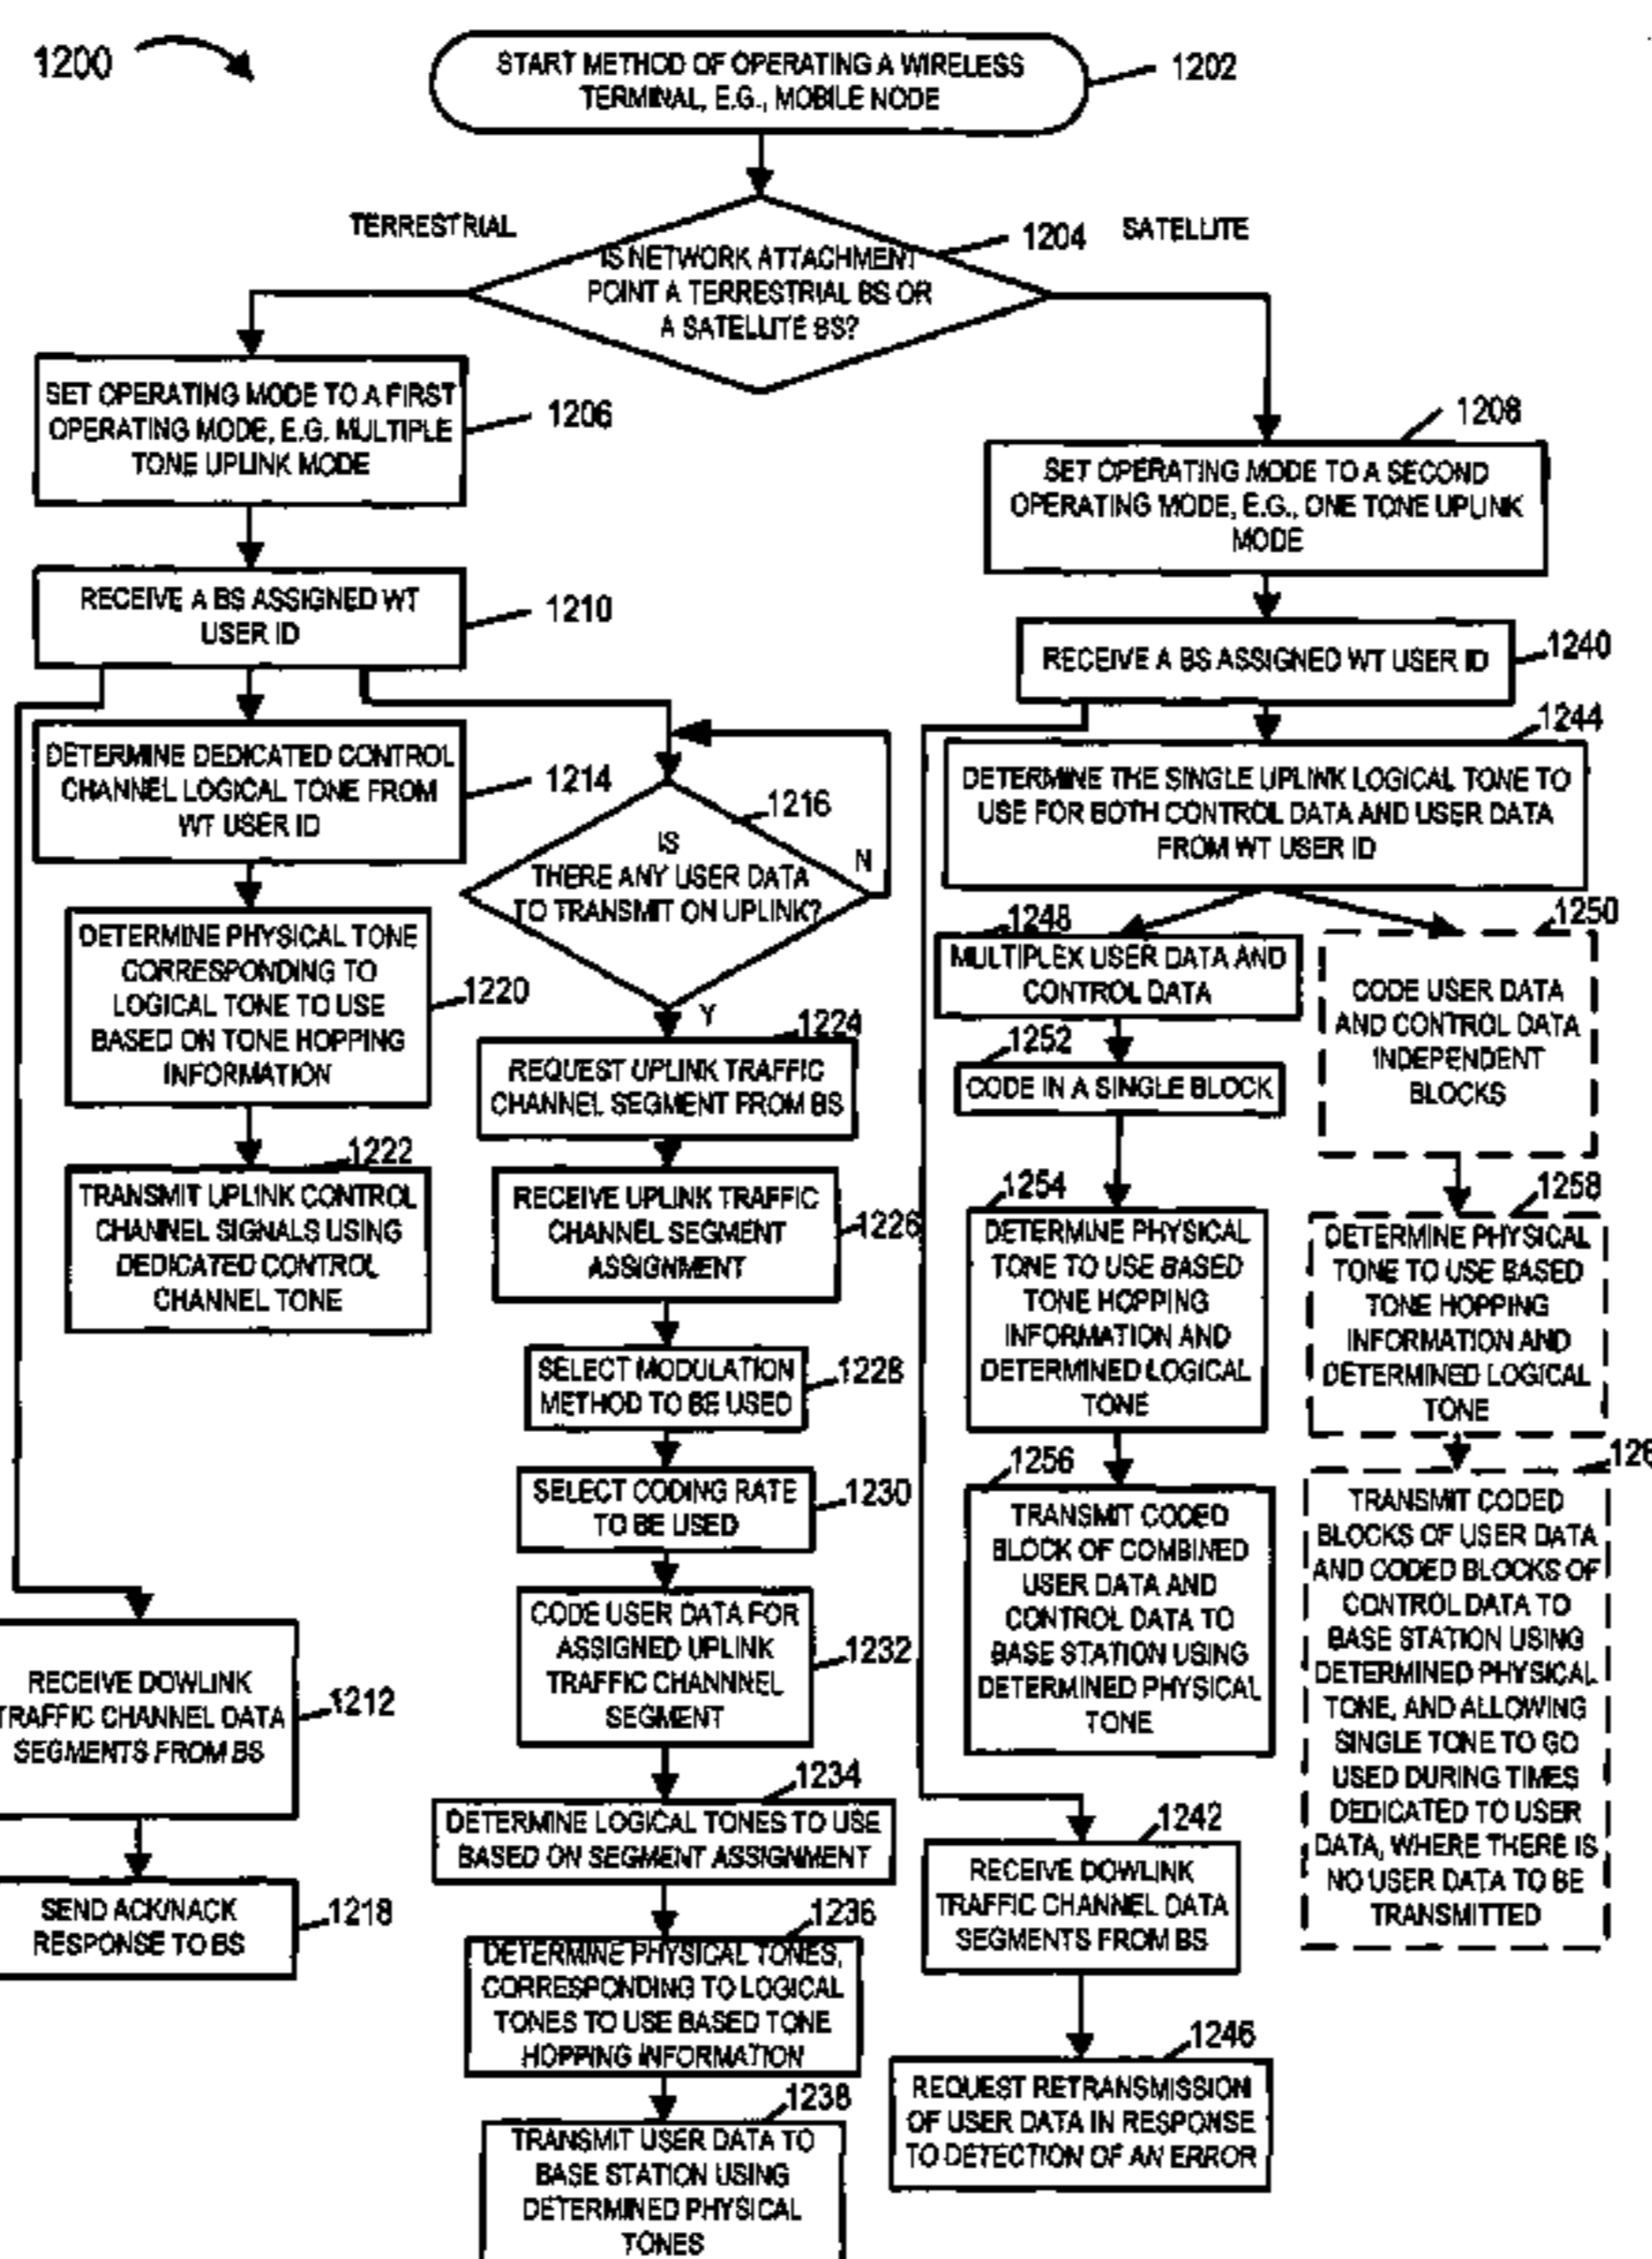 1200
START METHOD OF OPERATING A WIRELESS
TERMINAL, E.G., MOBILE NODE
1202
TERRESTRIAL
SATELLITE
1204
IS NETWORK ATTACHMENT
POINT A TERRESTRIAL BS OR
A SATELLITE BS?
SET OPERATING MODE TO A FIRST
OPERATING MODE, E.G. MULTIPLE
TONE UPLINK MODE
1206
1208
SET OPERATING MODE TO A SECOND
OPERATING MODE, E.G., ONE TONE UPLINK
MODE
RECEIVE A BS ASSIGNED WT
USER ID
1210
RECEIVE A BS ASSIGNED WT USER ID
1240
DETERMINE DEDICATED CONTROL
CHANNEL LOGICAL TONE FROM
WT USER ID
1214
1216
IS
THERE ANY USER DATA
TO TRANSMIT ON UPLINK?
N
Y
1244
DETERMINE THE SINGLE UPLINK LOGICAL TONE TO
USE FOR BOTH CONTROL DATA AND USER DATA
FROM WT USER ID
DETERMINE PHYSICAL TONE
CORRESPONDING TO
LOGICAL TONE TO USE
BASED ON TONE HOPPING
INFORMATION
1220
1222
TRANSMIT UPLINK CONTROL
CHANNEL SIGNALS USING
DEDICATED CONTROL
CHANNEL TONE
1224
REQUEST UPLINK TRAFFIC
CHANNEL SEGMENT FROM BS
RECEIVE UPLINK TRAFFIC
CHANNEL SEGMENT
ASSIGNMENT
1226
SELECT MODULATION
METHOD TO BE USED
1228
SELECT CODING RATE
TO BE USED
1230
CODE USER DATA FOR
ASSIGNED UPLINK
TRAFFIC CHANNNEL
SEGMENT
1232
1234
DETERMINE LOGICAL TONES TO USE
BASED ON SEGMENT ASSIGNMENT
1236
DETERMINE PHYSICAL TONES,
CORRESPONDING TO LOGICAL
TONES TO USE BASED TONE
HOPPING INFORMATION
1238
TRANSMIT USER DATA TO
BASE STATION USING
DETERMINED PHYSICAL
TONES
RECEIVE DOWLINK
TRAFFIC CHANNEL DATA
SEGMENTS FROM BS
1212
SEND ACK/NACK
RESPONSE TO BS
1218
1248
MULTIPLEX USER DATA AND
CONTROL DATA
1252
CODE IN A SINGLE BLOCK
1254
DETERMINE PHYSICAL
TONE TO USE BASED
TONE HOPPING
INFORMATION AND
DETERMINED LOGICAL
TONE
1256
TRANSMIT CODED
BLOCK OF COMBINED
USER DATA AND
CONTROL DATA TO
BASE STATION USING
DETERMINED PHYSICAL
TONE
1250
CODE USER DATA
AND CONTROL DATA
INDEPENDENT
BLOCKS
1258
DETERMINE PHYSICAL
TONE TO USE BASED
TONE HOPPING
INFORMATION AND
DETERMINED LOGICAL
TONE
TRANSMIT CODED
BLOCKS OF USER DATA
AND CODED BLOCKS OF
CONTROL DATA TO
BASE STATION USING
DETERMINED PHYSICAL
TONE, AND ALLOWING
SINGLE TONE TO GO
USED DURING TIMES
DEDICATED TO USER
DATA, WHERE THERE IS
NO USER DATA TO BE
TRANSMITTED
1242
RECEIVE DOWLINK
TRAFFIC CHANNEL DATA
SEGMENTS FROM BS
1246
REQUEST RETRANSMISSION
OF USER DATA IN RESPONSE
TO DETECTION OF AN ERROR